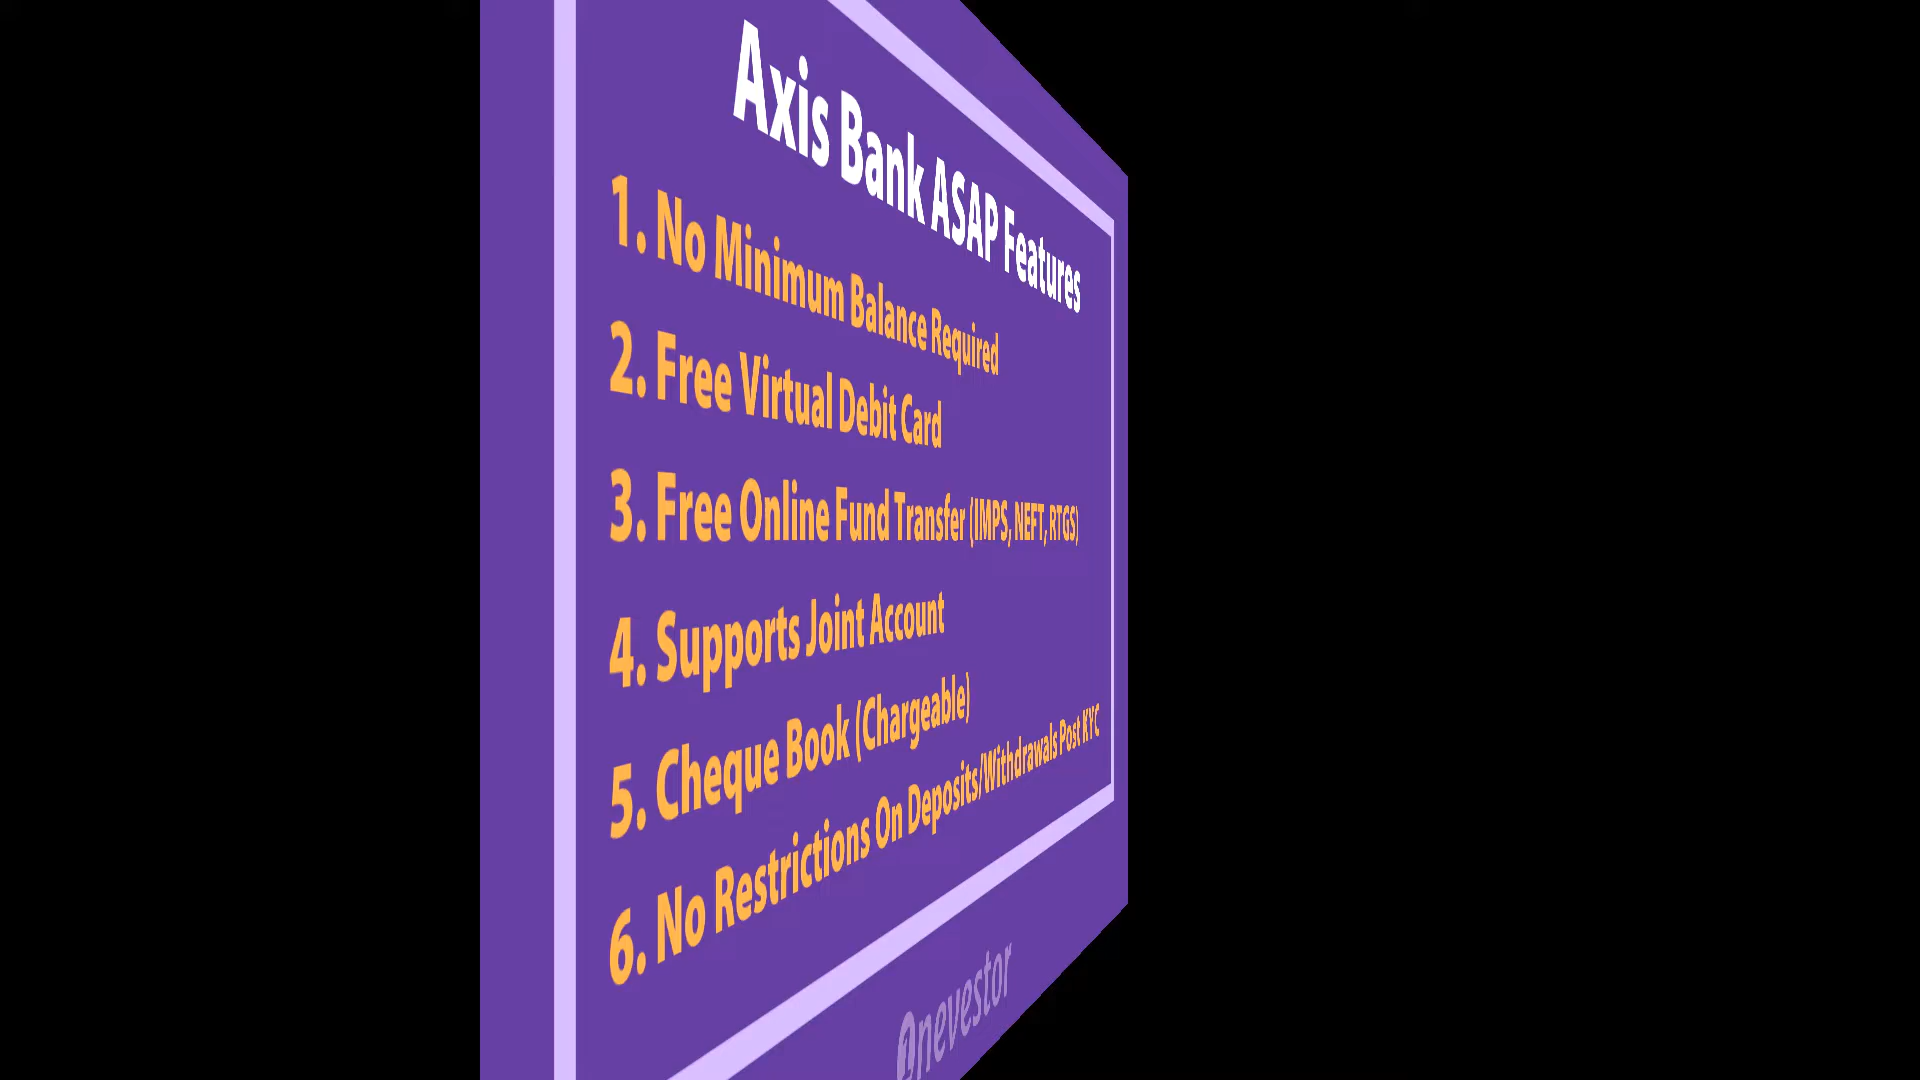 Axis Bank ASAP Features
1. No Minimum Balance Required
2. Free Virtual Debit Card
3. Free Online Fund Transfer (IMPS, NEFT, RTGS)
4. Supports Joint Account
5. Cheque Book (Chargeable)
6. No Restrictions On Deposits/Withdrawals Post KYC
Onevestor